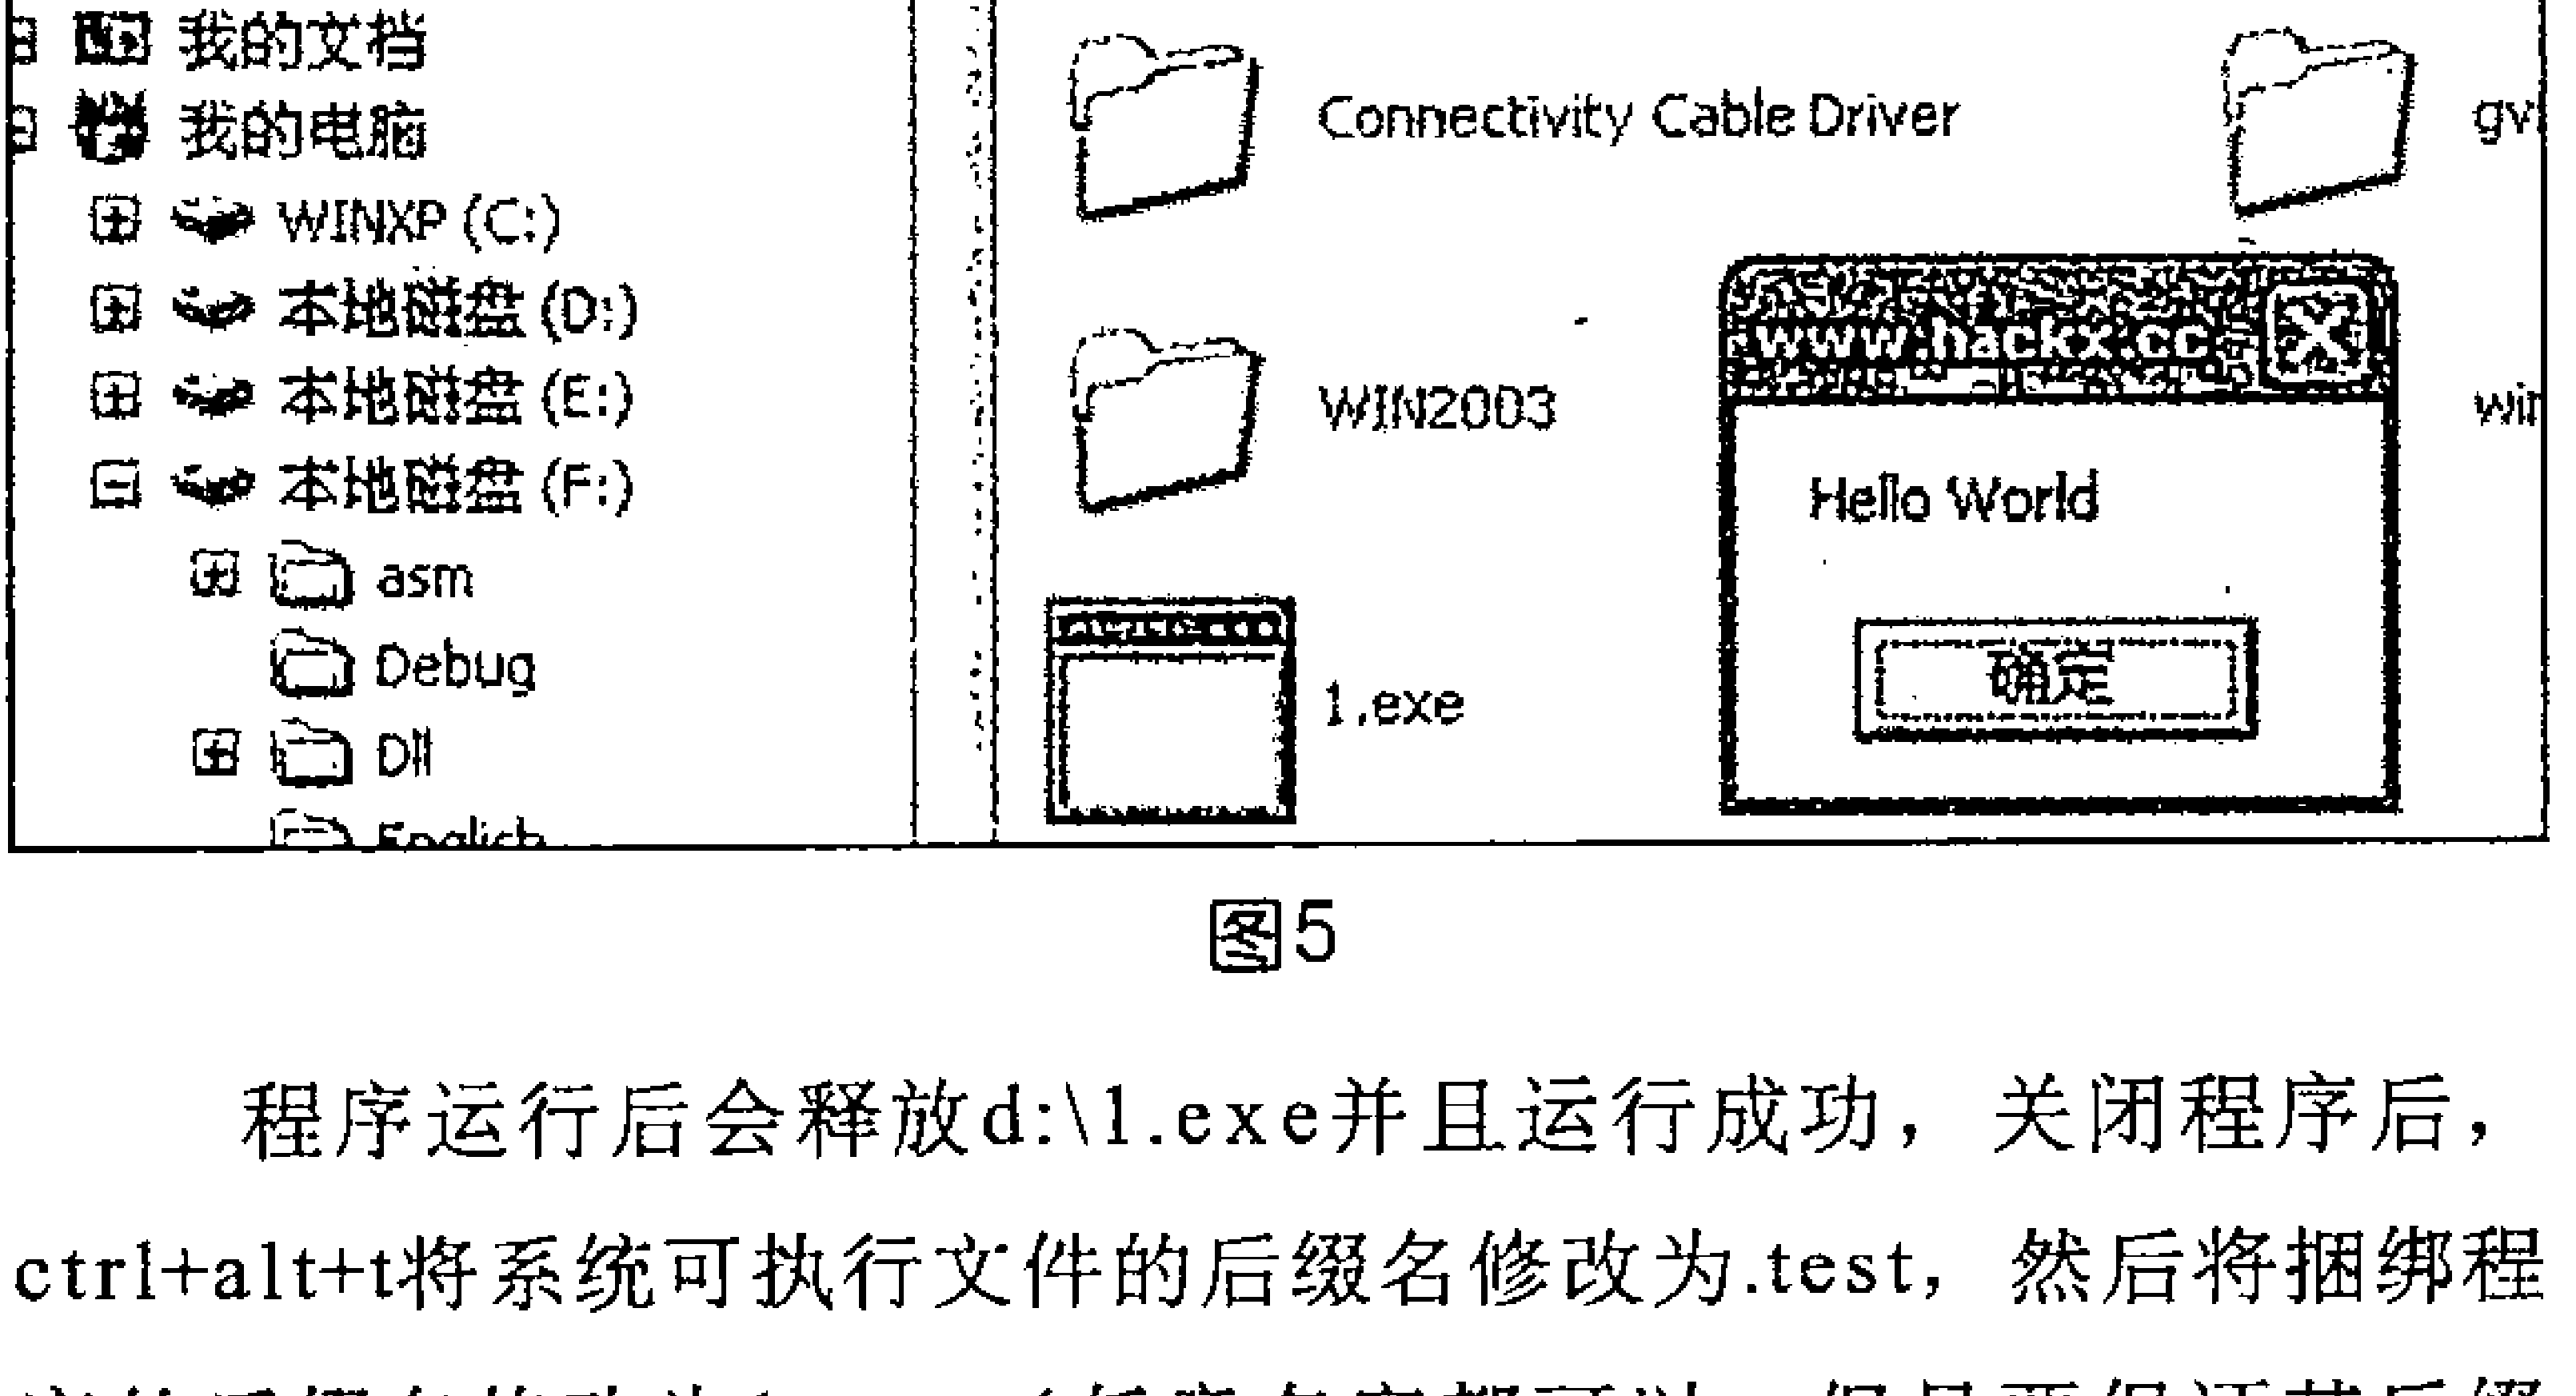 我的文档
我的电脑
WINXP (C:)
本地磁盘 (D:)
本地磁盘 (E:)
本地磁盘 (F:)
asm
Debug
Dll
English
Connectivity Cable Driver
gv
WIN2003
wir
1.exe
www.hackx.cc
Hello World
确定
图5
程序运行后会释放d:\1.exe并且运行成功，关闭程序后，
ctrl+alt+t将系统可执行文件的后缀名修改为.test，然后将捆绑程